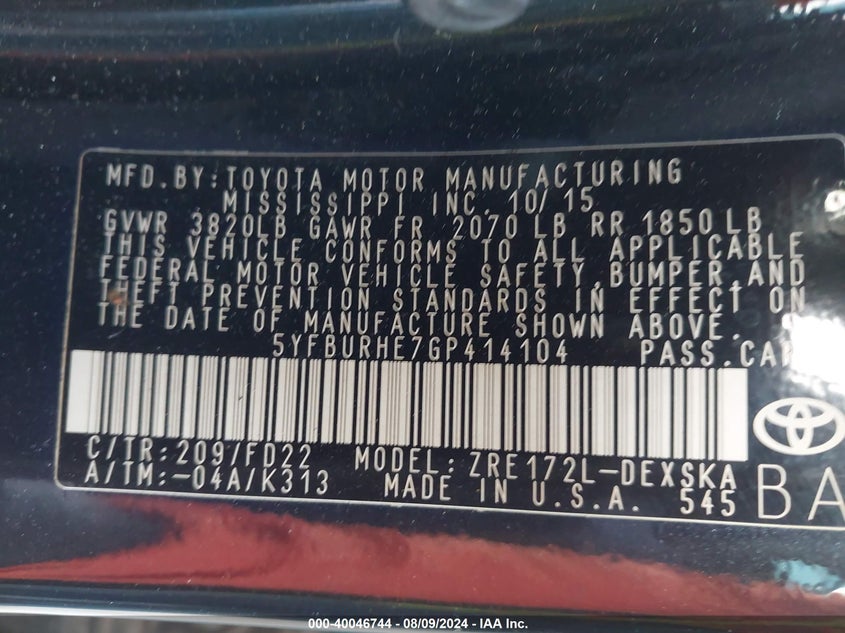 MFD.BY:TOYOTA MOTOR MANUFACTURING
MISSISSIPPI INC. 10/15
GVWR 3820LB GAWR FR 2070 LB RR 1850LB
THIS VEHICLE CONFORMS TO ALL APPLICABLE
FEDERAL MOTOR VEHICLE SAFETY,BUMPER,AND
THEFT PREVENTION STANDARDS IN EFFECT ON
THE DATE OF MANUFACTURE SHOWN ABOVE.
5YFBURHE7GP414104 PASS.CAR
C/TR:209/FD22 MODEL: ZRE172L-DEXSKA
A/TM:-04A/K313 MADE IN U.S.A. 545
BA
000-40046744 - 08/09/2024 - IAA Inc.